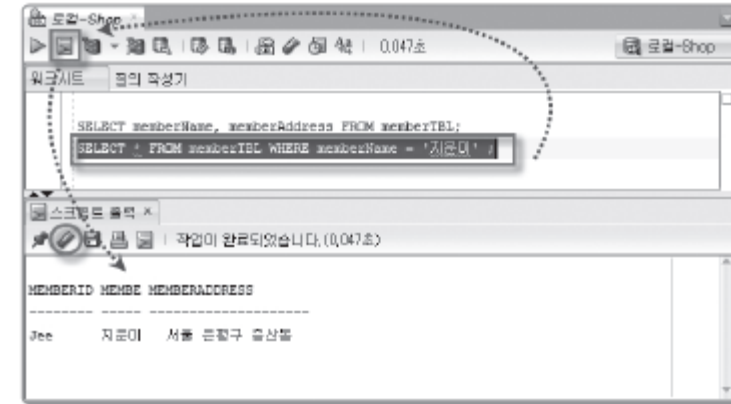 로컬-Shop
0.047초
로컬-Shop
워크시트 질의 작성기
SELECT memberName, memberAddress FROM memberTBL;
SELECT * FROM memberTBL WHERE memberName = '지운이' ;
스크립트 출력 ×
작업이 완료되었습니다.(0,047초)
MEMBERID MEMBE MEMBERADDRESS
-------- ----- --------------------
Jee 지운이 서울 은평구 증산동